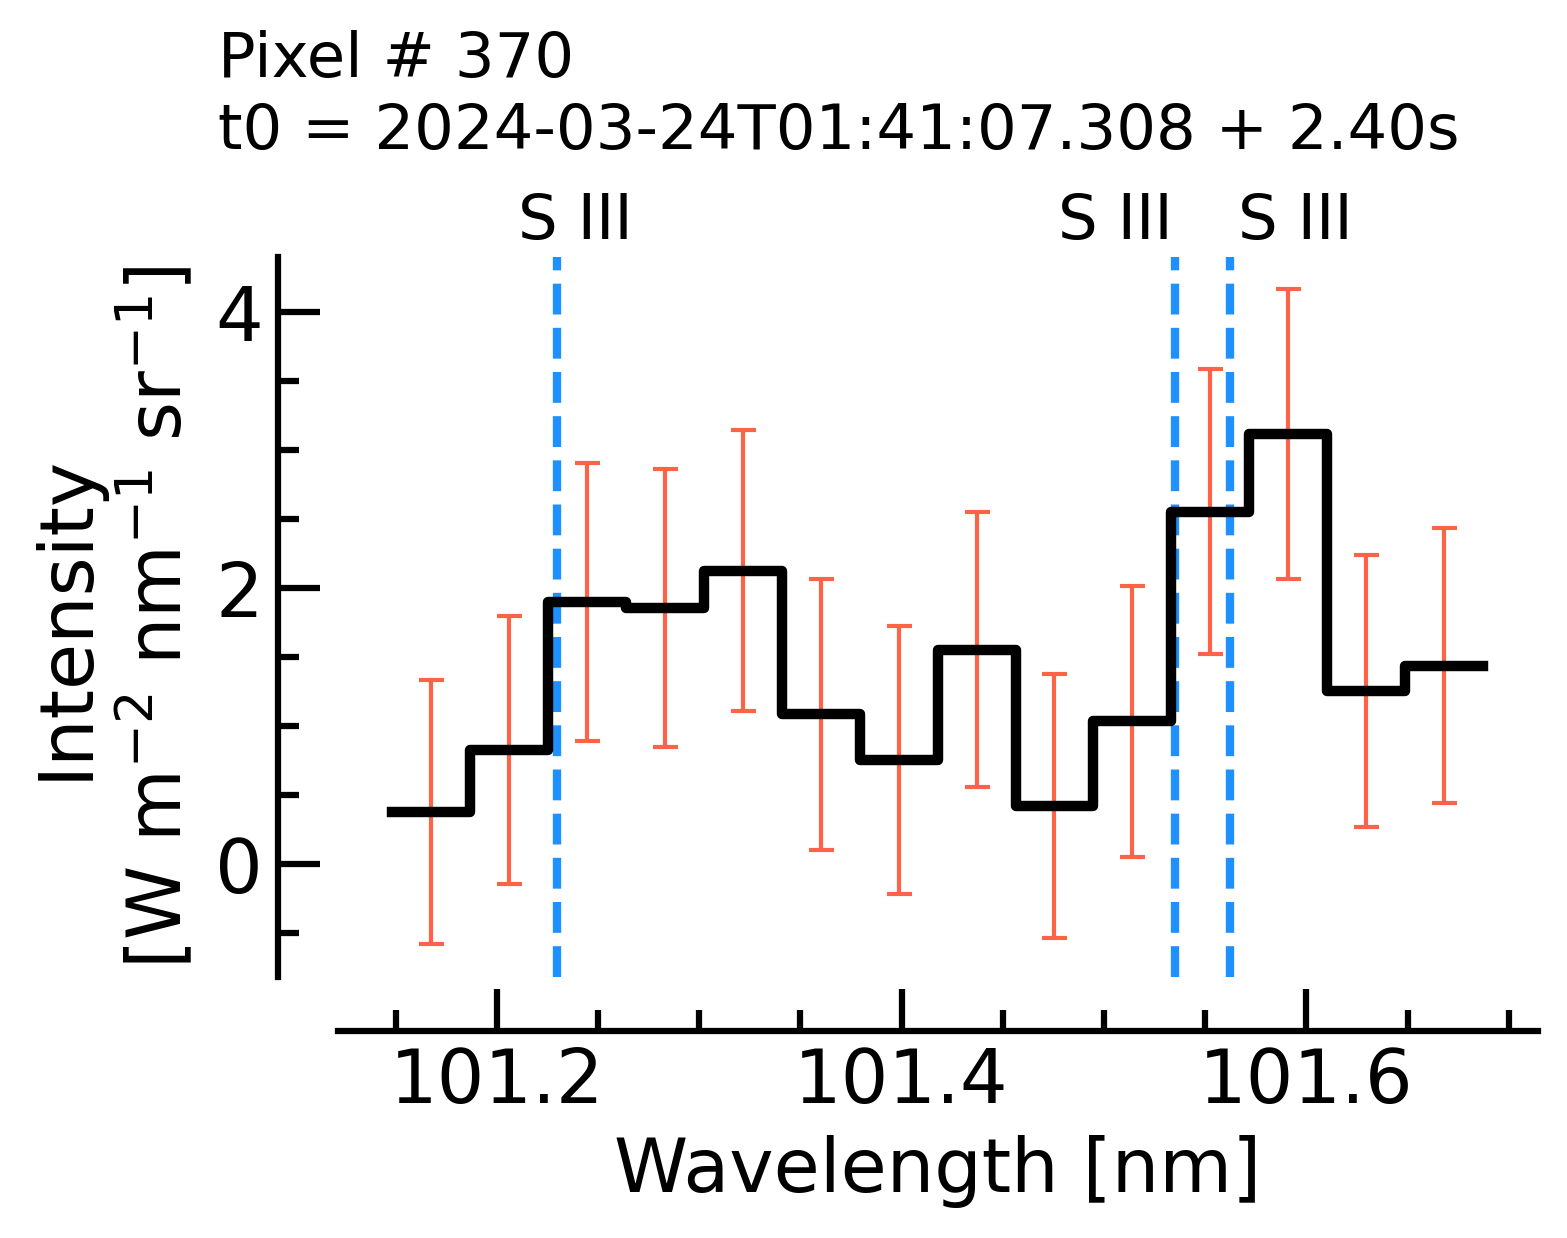 Pixel # 370
t0 = 2024-03-24T01:41:07.308 + 2.40s
S III S III S III
Intensity
[W m⁻² nm⁻¹ sr⁻¹]
4
2
0
101.2 101.4 101.6
Wavelength [nm]